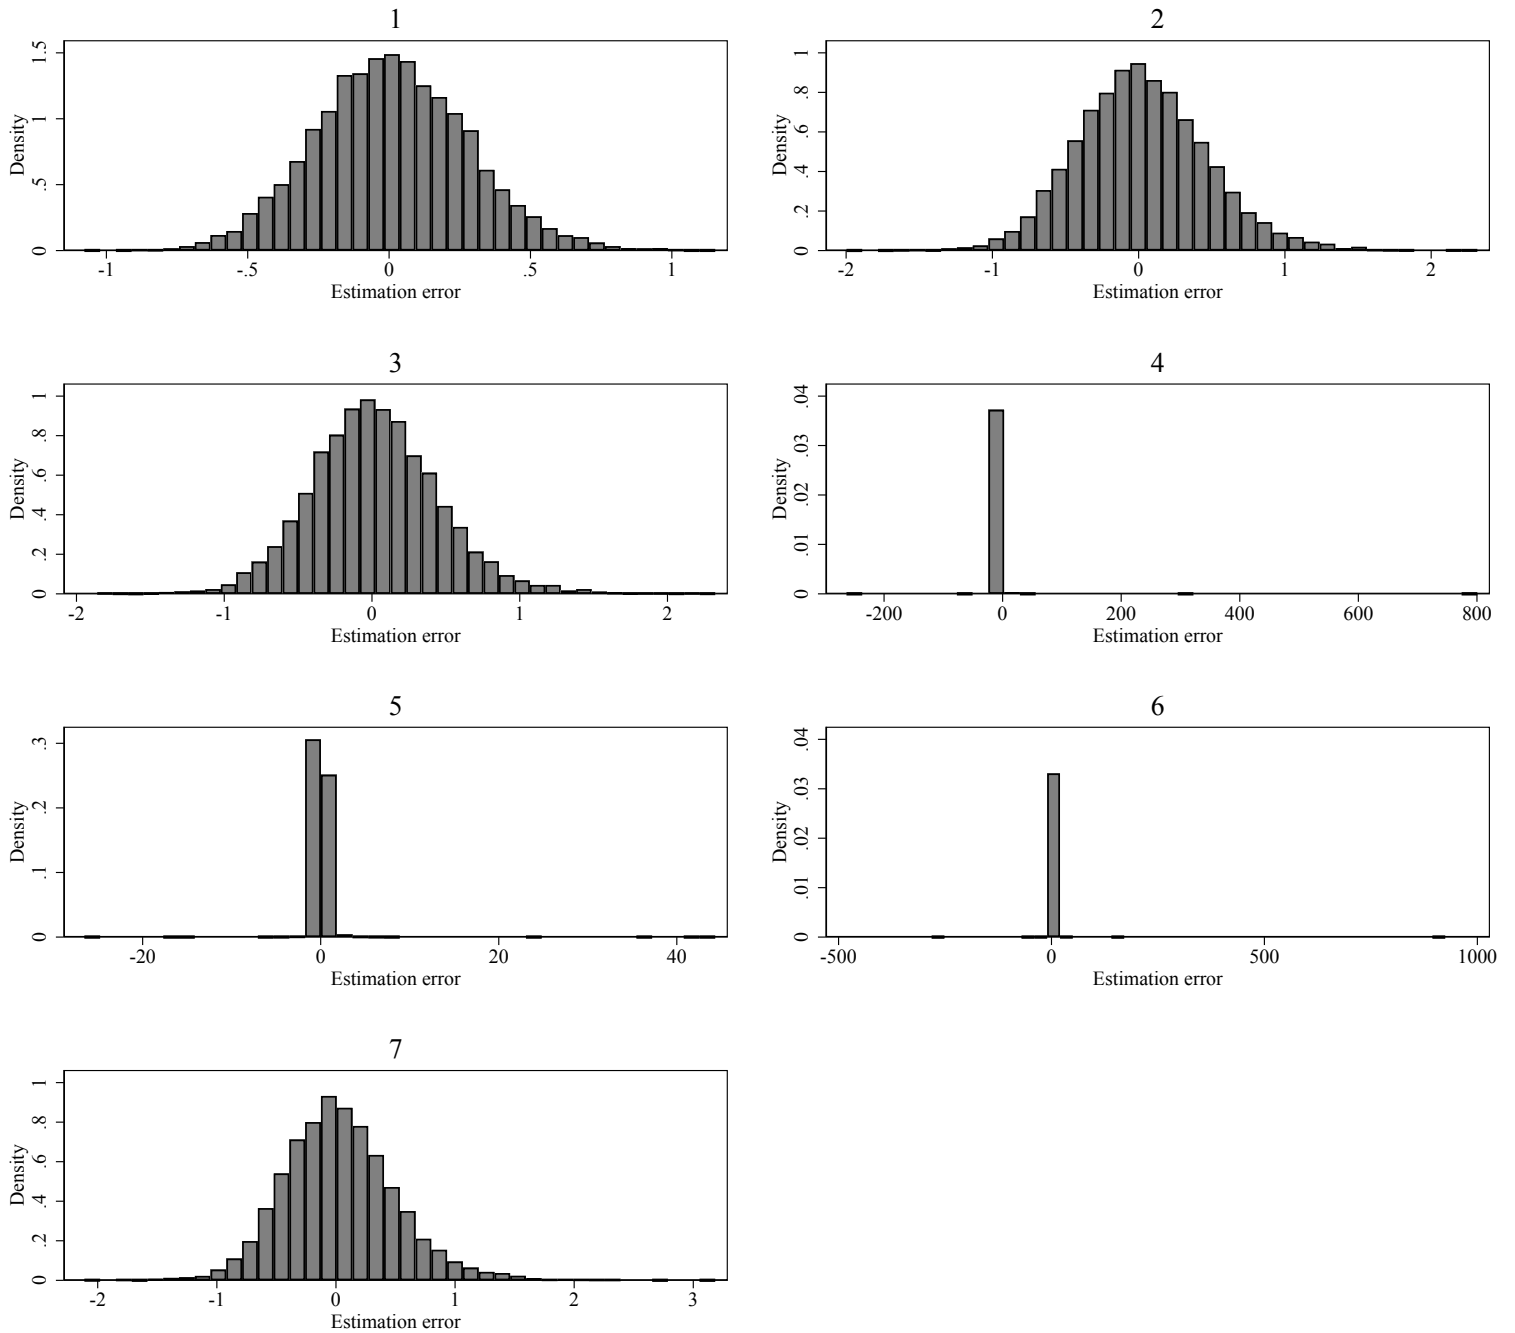 1
Density
0 .5 1 1.5
-1 -.5 0 .5 1
Estimation error
2
Density
0 .2 .4 .6 .8 1
-2 -1 0 1 2
Estimation error
3
Density
0 .2 .4 .6 .8 1
-2 -1 0 1 2
Estimation error
4
Density
0 .01 .02 .03 .04
-200 0 200 400 600 800
Estimation error
5
Density
0 .1 .2 .3
-20 0 20 40
Estimation error
6
Density
0 .01 .02 .03 .04
-500 0 500 1000
Estimation error
7
Density
0 .2 .4 .6 .8 1
-2 -1 0 1 2 3
Estimation error